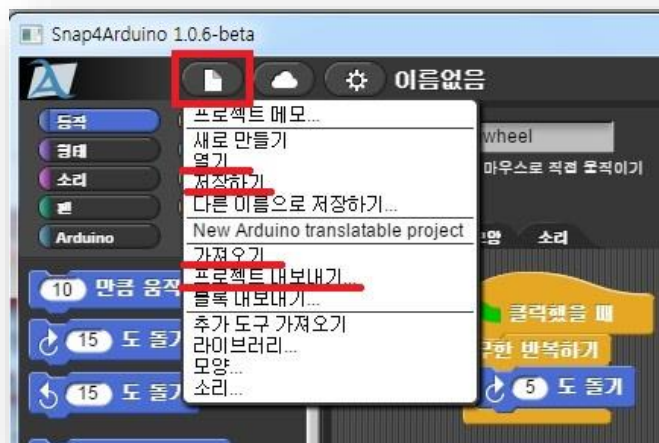 Snap4Arduino 1.0.6-beta
이름없음
동작
형태
소리
펜
Arduino
프로젝트 메모...
새로 만들기
열기
저장하기
다른 이름으로 저장하기...
New Arduino translatable project
가져오기
프로젝트 내보내기...
블록 내보내기...
추가 도구 가져오기
라이브러리...
모양...
소리...
wheel
마우스로 직접 움직이기
소리
10 만큼 움직
15 도 돌기
15 도 돌
클릭했을 때
무한 반복하기
5 도 돌기